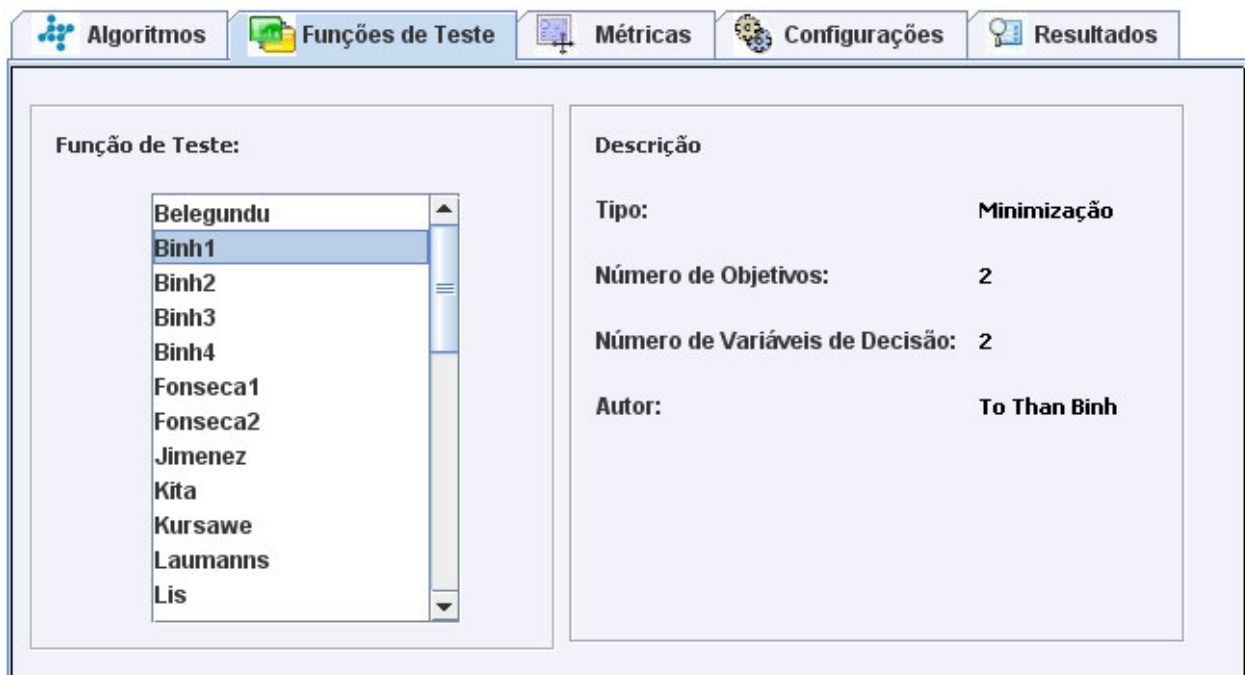 Algoritmos Funções de Teste Métricas Configurações Resultados
Função de Teste:
Belegundu
Binh1
Binh2
Binh3
Binh4
Fonseca1
Fonseca2
Jimenez
Kita
Kursawe
Laumanns
Lis
Descrição
Tipo: Minimização
Número de Objetivos: 2
Número de Variáveis de Decisão: 2
Autor: To Than Binh